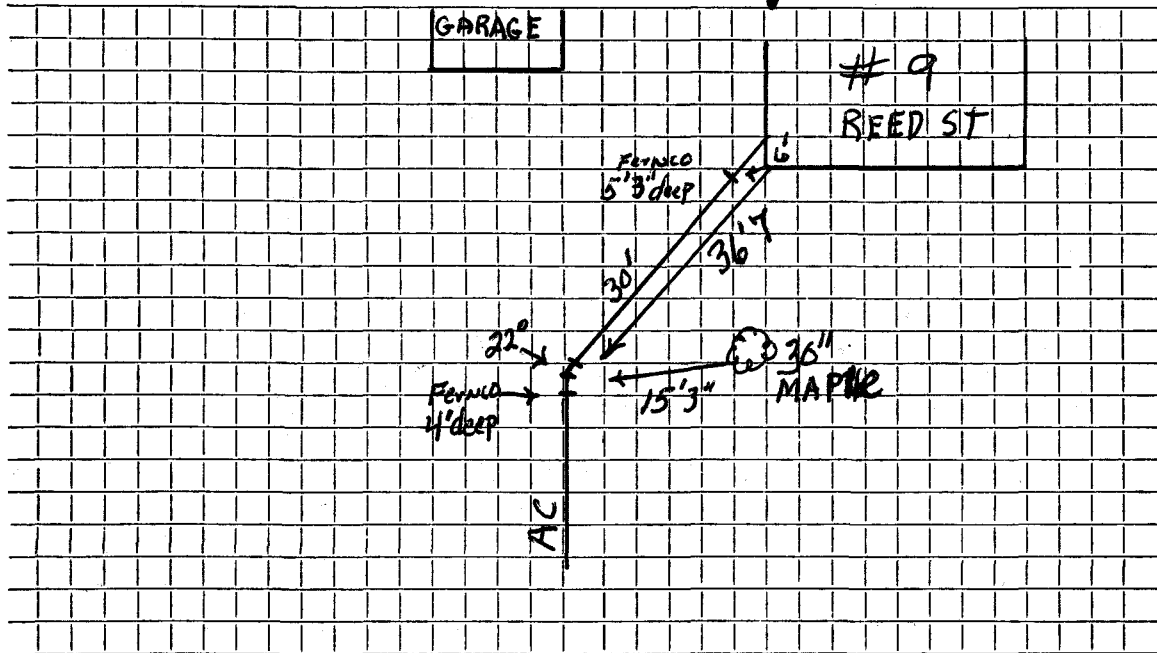 GARAGE
# 9
REED ST
6'
Fernco
5'3" deep
36'7
30'
22°
36"
MAPLE
15'3"
Fernco
4' deep
AC